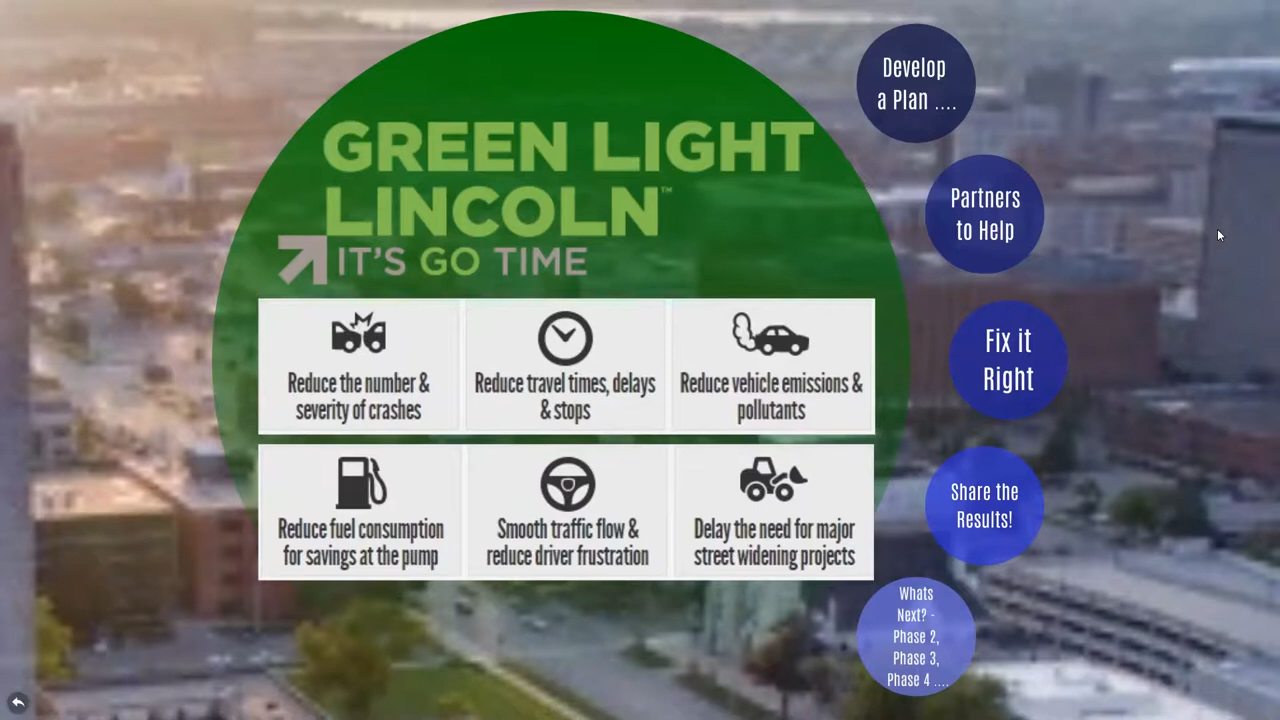 GREEN LIGHT
LINCOLN™
IT'S GO TIME
Reduce the number &
severity of crashes
Reduce travel times, delays
& stops
Reduce vehicle emissions &
pollutants
Reduce fuel consumption
for savings at the pump
Smooth traffic flow &
reduce driver frustration
Delay the need for major
street widening projects
Develop
a Plan ....
Partners
to Help
Fix it
Right
Share the
Results!
Whats
Next? -
Phase 2,
Phase 3,
Phase 4 ....